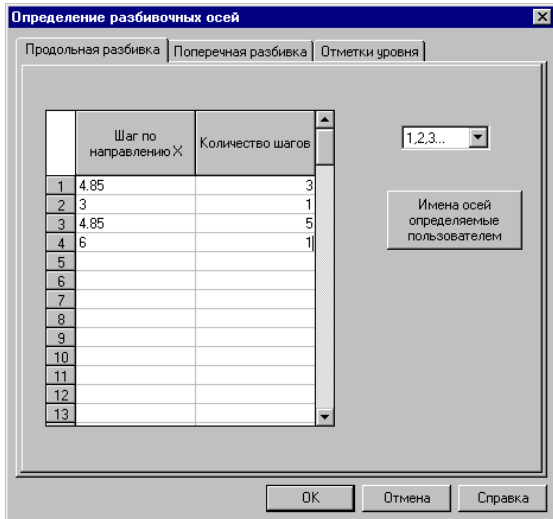 Определение разбивочных осей
Продольная разбивка Поперечная разбивка Отметки уровня
Шаг по
направлению X
Количество шагов
1 4.85 3
2 3 1
3 4.85 5
4 6 1
5
6
7
8
9
10
11
12
13
1,2,3...
Имена осей
определяемые
пользователем
OK Отмена Справка